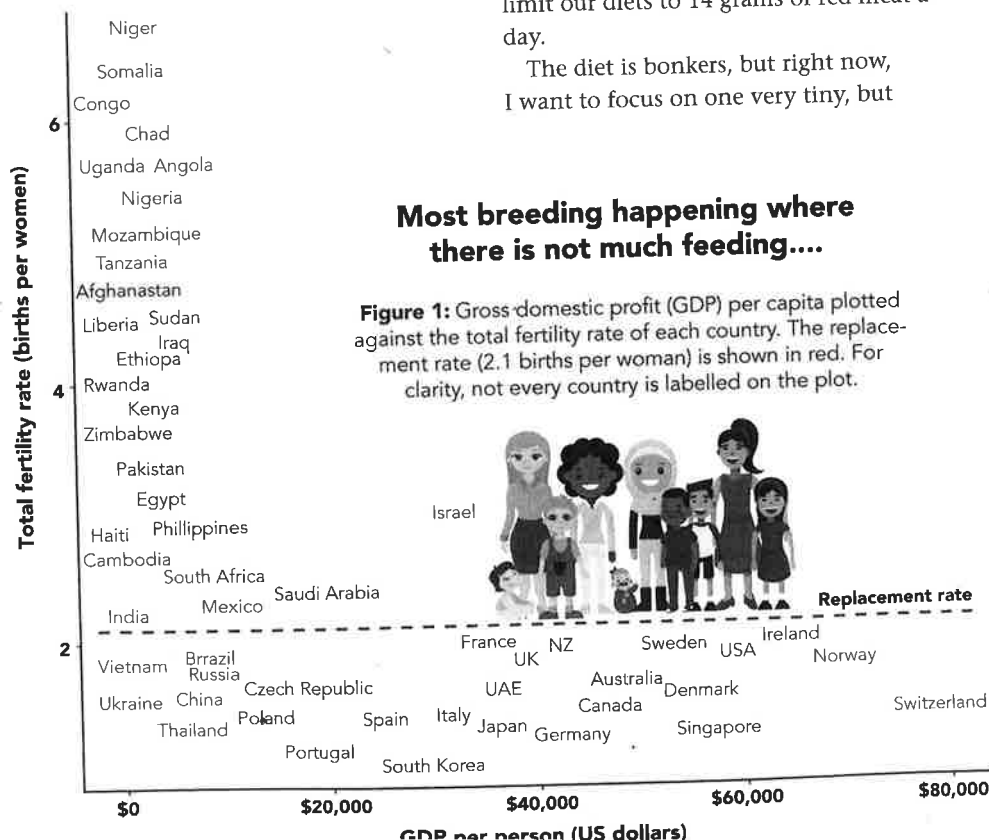 limit our diets to 14 grams of red meat a
day.
The diet is bonkers, but right now,
I want to focus on one very tiny, but
Most breeding happening where
there is not much feeding....
Figure 1: Gross domestic profit (GDP) per capita plotted
against the total fertility rate of each country. The replace-
ment rate (2.1 births per woman) is shown in red. For
clarity, not every country is labelled on the plot.
Total fertility rate (births per women)
Niger
Somalia
Congo
6
Chad
Uganda Angola
Nigeria
Mozambique
Tanzania
Afghanastan
Liberia Sudan
Iraq
Ethiopa
4
Rwanda
Kenya
Zimbabwe
Pakistan
Egypt
Israel
Haiti Phillippines
Cambodia
South Africa
Saudi Arabia
Mexico
India
Replacement rate
2
France NZ Sweden Ireland
UK USA
Norway
Vietnam Brrazil
Russia
Czech Republic UAE Australia Denmark
Ukraine China Canada Switzerland
Thailand Poland Spain Italy Japan Germany Singapore
Portugal
South Korea
$0 $20,000 $40,000 $60,000 $80,000
GDP per person (US dollars)